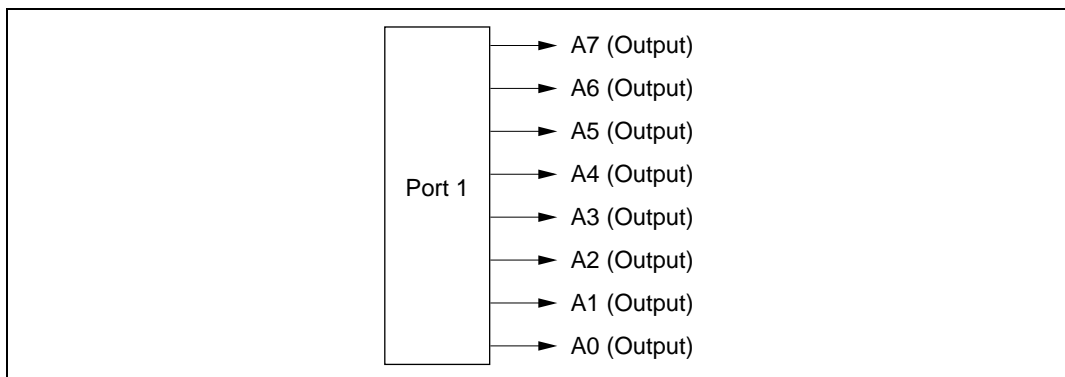 A7 (Output)
A6 (Output)
A5 (Output)
A4 (Output)
Port 1
A3 (Output)
A2 (Output)
A1 (Output)
A0 (Output)